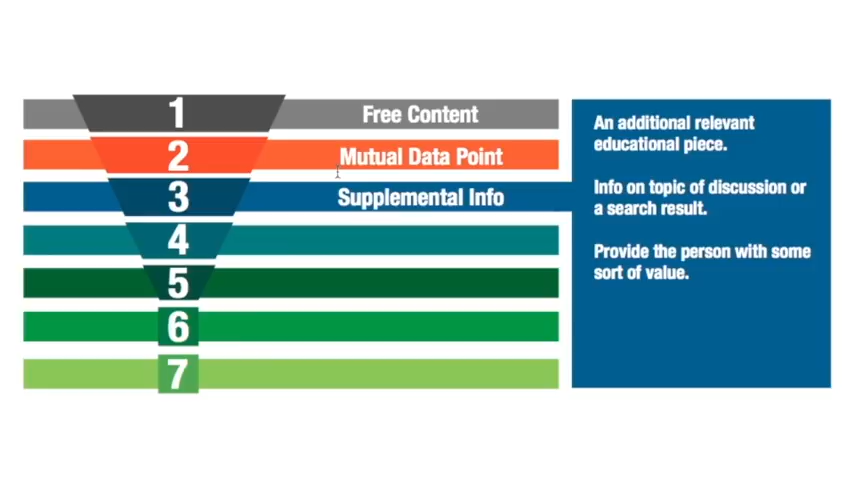 1
Free Content
2
Mutual Data Point
3
Supplemental Info
4
5
6
7
An additional relevant
educational piece.
Info on topic of discussion or
a search result.
Provide the person with some
sort of value.